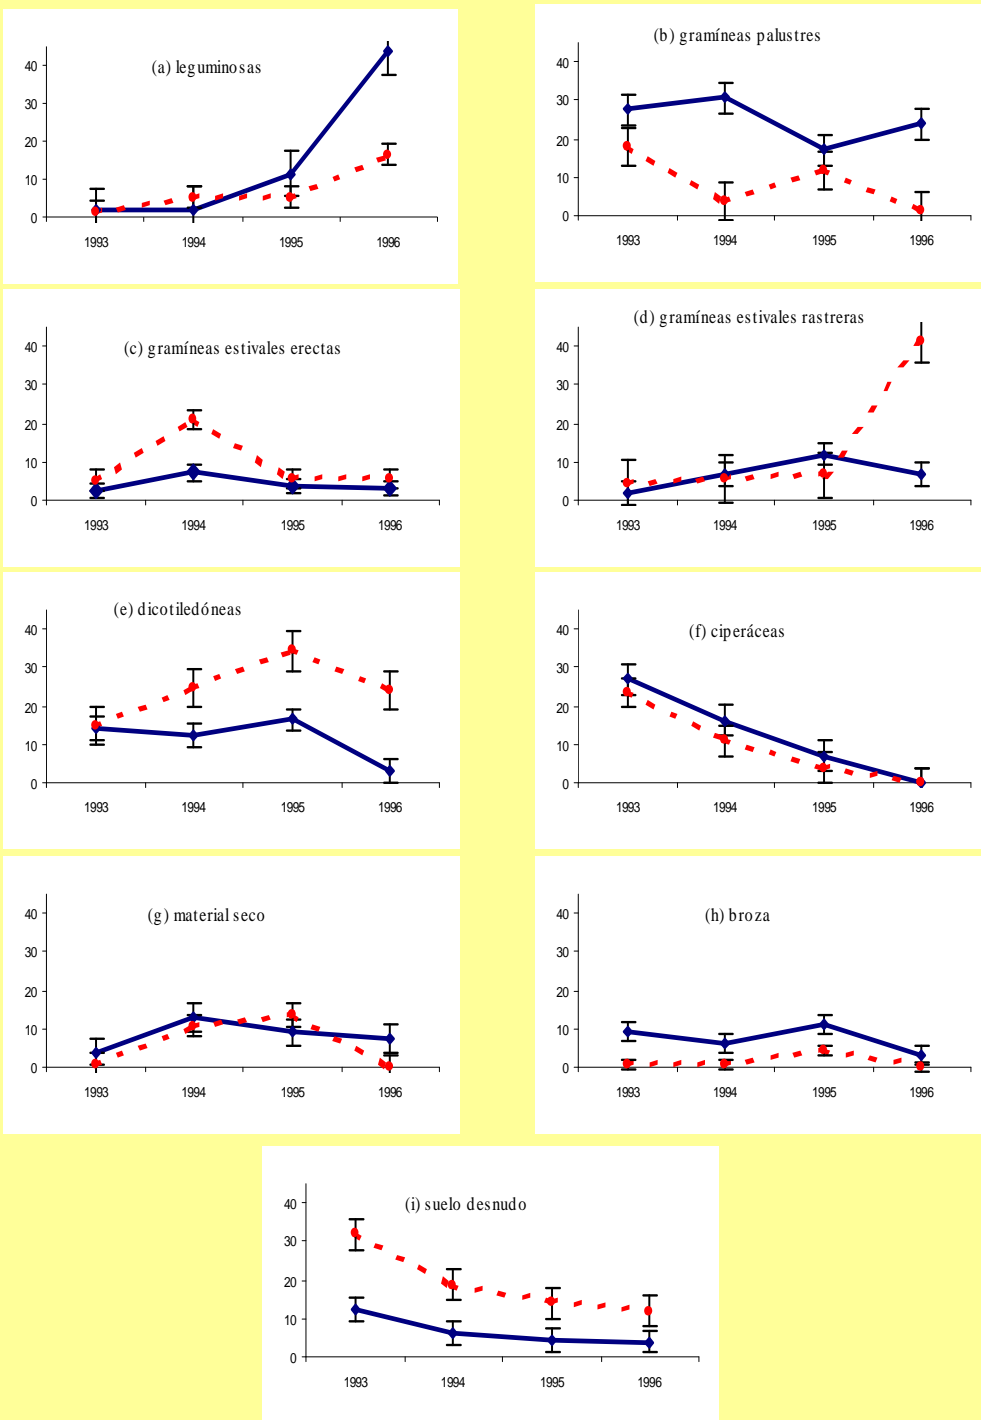 (a) leguminosas
40
30
20
10
0
1993 1994 1995 1996
(b) gramíneas palustres
40
30
20
10
0
1993 1994 1995 1996
(c) gramíneas estivales erectas
40
30
20
10
0
1993 1994 1995 1996
(d) gramíneas estivales rastreras
40
30
20
10
0
1993 1994 1995 1996
(e) dicotiledóneas
40
30
20
10
0
1993 1994 1995 1996
(f) ciperáceas
40
30
20
10
0
1993 1994 1995 1996
(g) material seco
40
30
20
10
0
1993 1994 1995 1996
(h) broza
40
30
20
10
0
1993 1994 1995 1996
(i) suelo desnudo
40
30
20
10
0
1993 1994 1995 1996